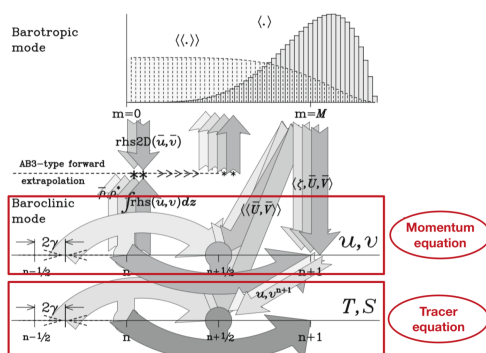 Barotropic
mode
⟨⟨.⟩⟩
⟨.⟩
m=0
m=M
rhs2D(ū,v̄)
AB3-type forward
extrapolation
** >>>>>> **
ρ̄,ρ*
∫rhs(u,v)dz
⟨⟨Ū,V̄⟩⟩
⟨ζ,Ū,V̄⟩
Baroclinic
mode
2γ
u,v
Momentum
equation
n-1/2
n
n+1/2
n+1
u,vⁿ⁺¹
2γ
T,S
Tracer
equation
n-1/2
n
n+1/2
n+1